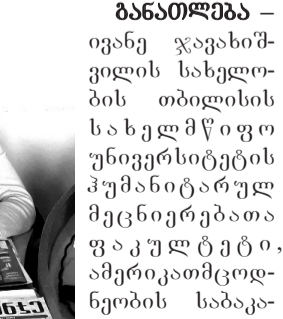 განათლება –
ივანე ჯავახიშ-
ვილის სახელო-
ბის თბილისის
სახელმწიფო
უნივერსიტეტის
ჰუმანიტარულ
მეცნიერებათა
ფაკულტეტი,
ამერიკათმცოდ-
ნეობის საბაკა-